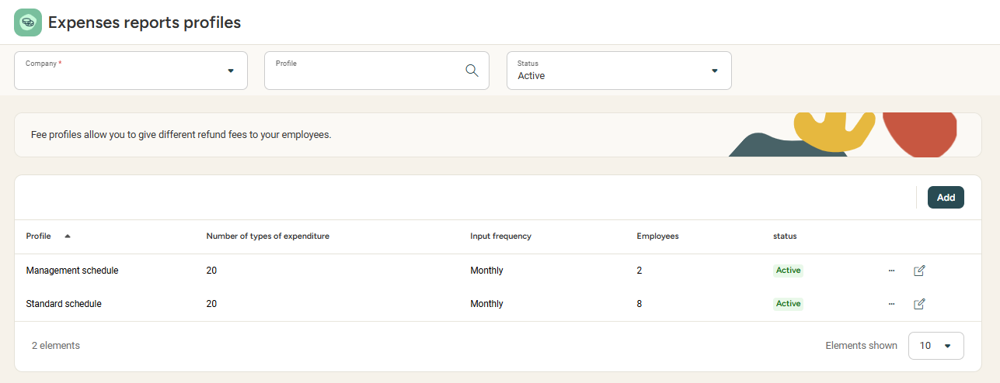 Expenses reports profiles
Company *
Profile
Status
Active
Fee profiles allow you to give different refund fees to your employees.
Add
Profile Number of types of expenditure Input frequency Employees status
Management schedule 20 Monthly 2 Active ...
Standard schedule 20 Monthly 8 Active ...
2 elements Elements shown 10